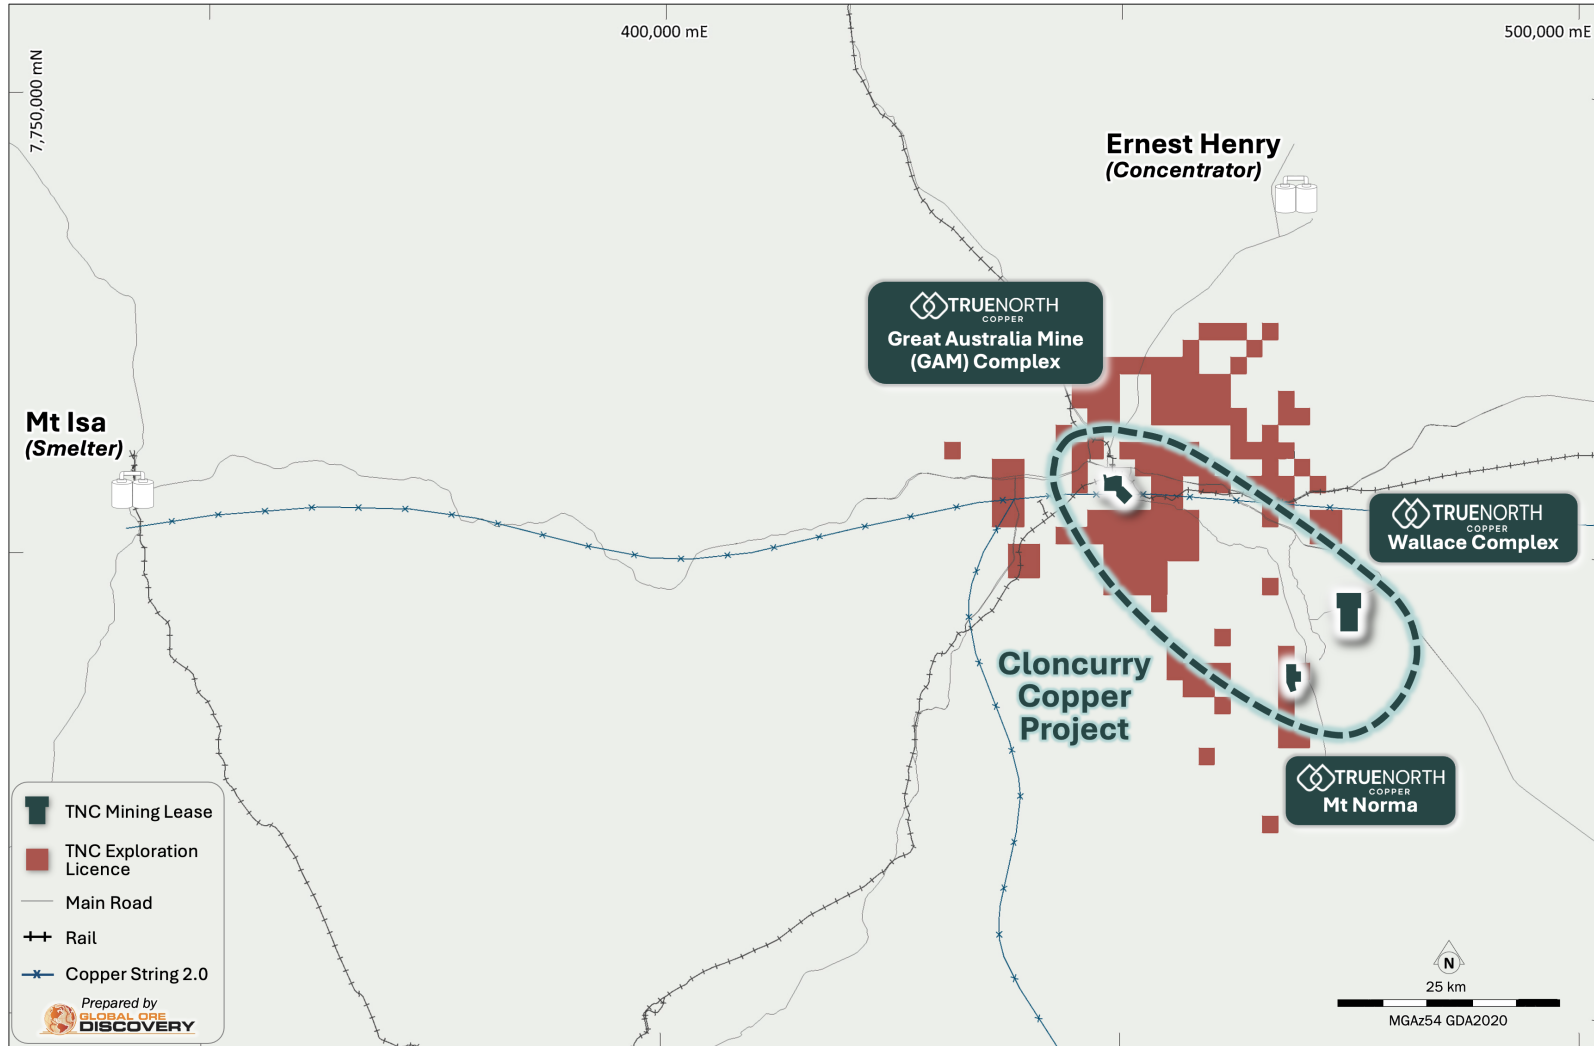 400,000 mE
500,000 mE
7,750,000 mN
Ernest Henry
(Concentrator)
TRUENORTH
COPPER
Great Australia Mine
(GAM) Complex
Mt Isa
(Smelter)
TRUENORTH
COPPER
Wallace Complex
Cloncurry
Copper
Project
TRUENORTH
COPPER
Mt Norma
TNC Mining Lease
TNC Exploration
Licence
Main Road
Rail
Copper String 2.0
Prepared by
GLOBAL ORE
DISCOVERY
N
25 km
MGAz54 GDA2020